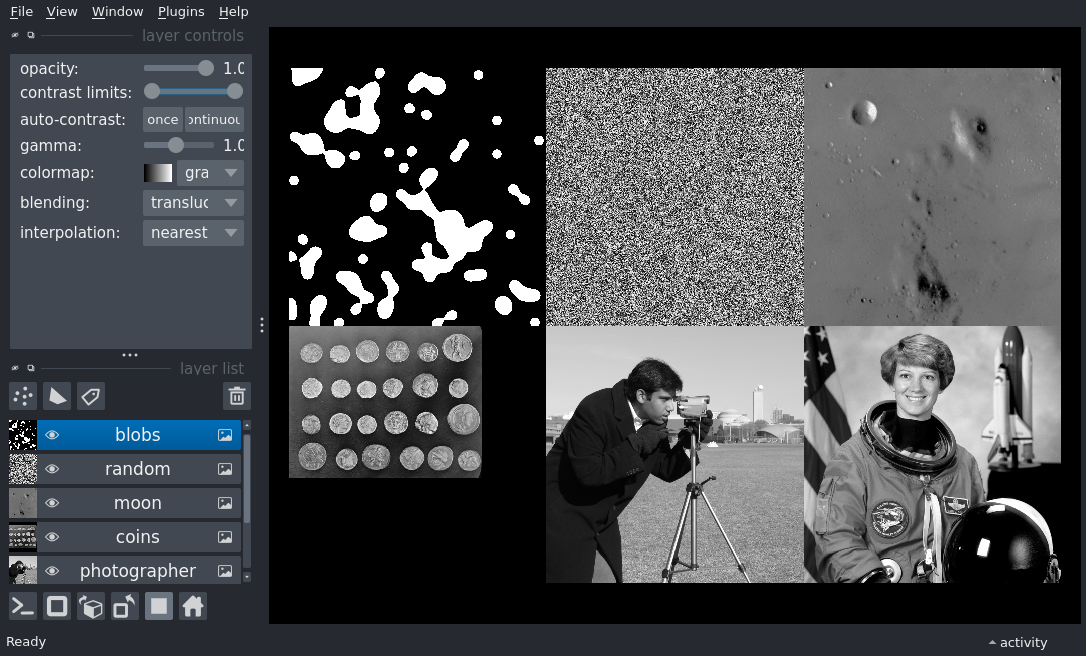 File View Window Plugins Help
layer controls
opacity: 1.0
contrast limits:
auto-contrast: once ontinuou
gamma: 1.0
colormap: gra
blending: transluc
interpolation: nearest
layer list
blobs
random
moon
coins
photographer
Ready
activity